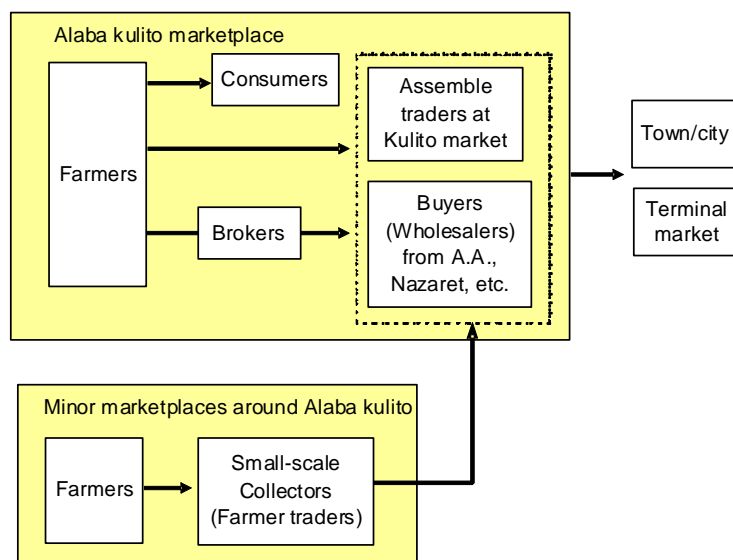 Alaba kulito marketplace
Farmers
Consumers
Brokers
Assemble
traders at
Kulito market
Buyers
(Wholesalers)
from A.A.,
Nazaret, etc.
Town/city
Terminal
market
Minor marketplaces around Alaba kulito
Farmers
Small-scale
Collectors
(Farmer traders)